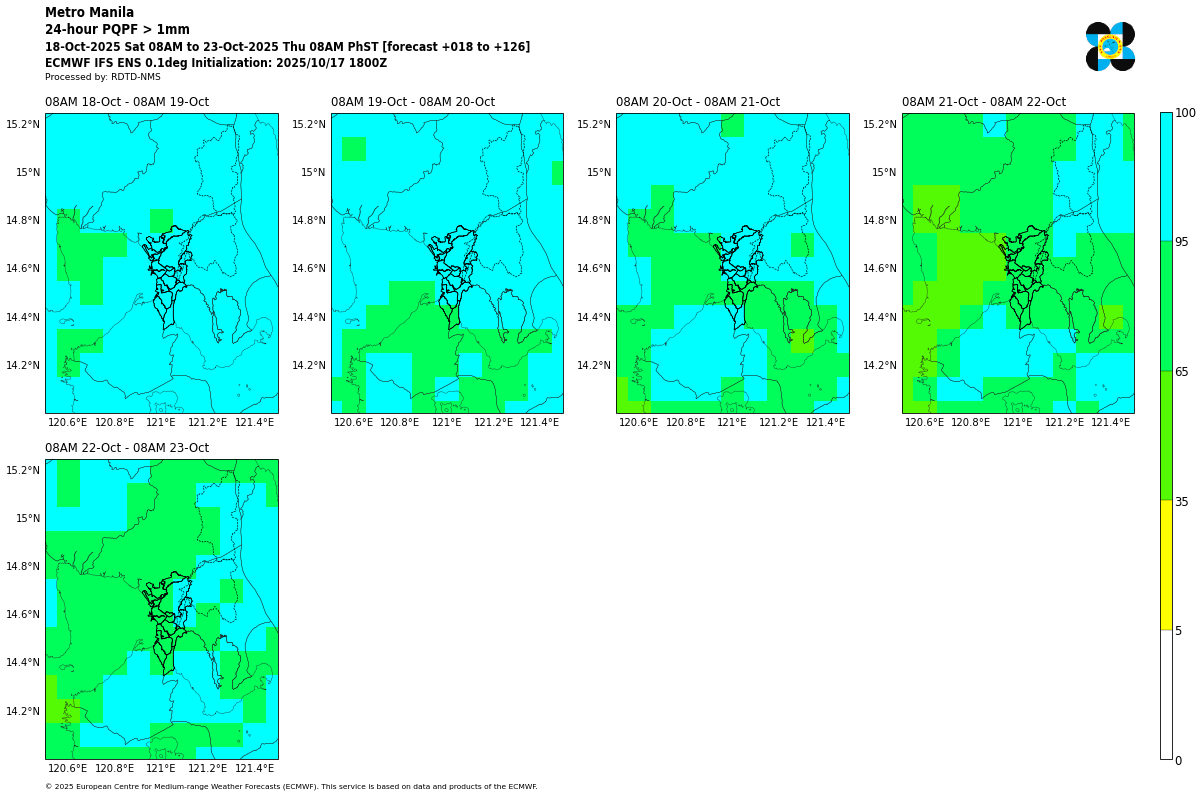 Metro Manila
24-hour PQPF > 1mm
18-Oct-2025 Sat 08AM to 23-Oct-2025 Thu 08AM PhST [forecast +018 to +126]
ECMWF IFS ENS 0.1deg Initialization: 2025/10/17 1800Z
Processed by: RDTD-NMS
08AM 18-Oct - 08AM 19-Oct
08AM 19-Oct - 08AM 20-Oct
08AM 20-Oct - 08AM 21-Oct
08AM 21-Oct - 08AM 22-Oct
15.2°N
15°N
14.8°N
14.6°N
14.4°N
14.2°N
120.6°E 120.8°E 121°E 121.2°E 121.4°E
15.2°N
15°N
14.8°N
14.6°N
14.4°N
14.2°N
120.6°E 120.8°E 121°E 121.2°E 121.4°E
15.2°N
15°N
14.8°N
14.6°N
14.4°N
14.2°N
120.6°E 120.8°E 121°E 121.2°E 121.4°E
15.2°N
15°N
14.8°N
14.6°N
14.4°N
14.2°N
120.6°E 120.8°E 121°E 121.2°E 121.4°E
100
95
65
35
5
0
08AM 22-Oct - 08AM 23-Oct
15.2°N
15°N
14.8°N
14.6°N
14.4°N
14.2°N
120.6°E 120.8°E 121°E 121.2°E 121.4°E
© 2025 European Centre for Medium-range Weather Forecasts (ECMWF). This service is based on data and products of the ECMWF.